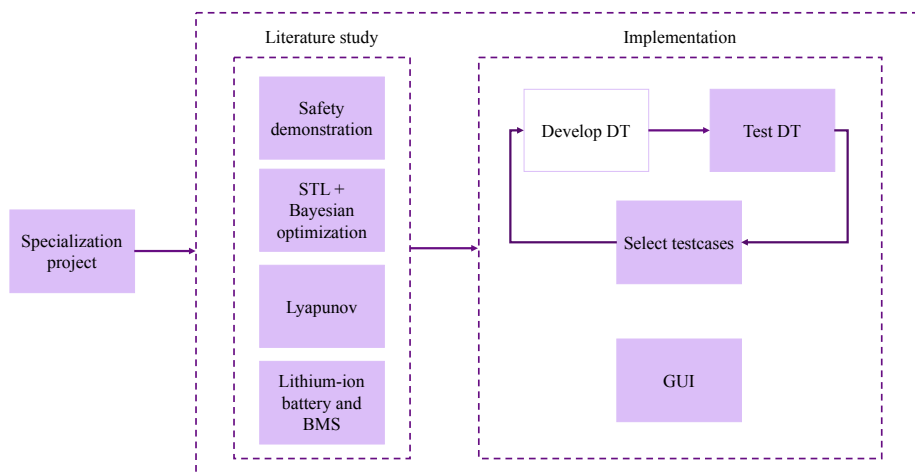 Literature study
Implementation
Safety
demonstration
Develop DT
Test DT
STL +
Bayesian
optimization
Specialization
project
Select testcases
Lyapunov
Lithium-ion
battery and
BMS
GUI